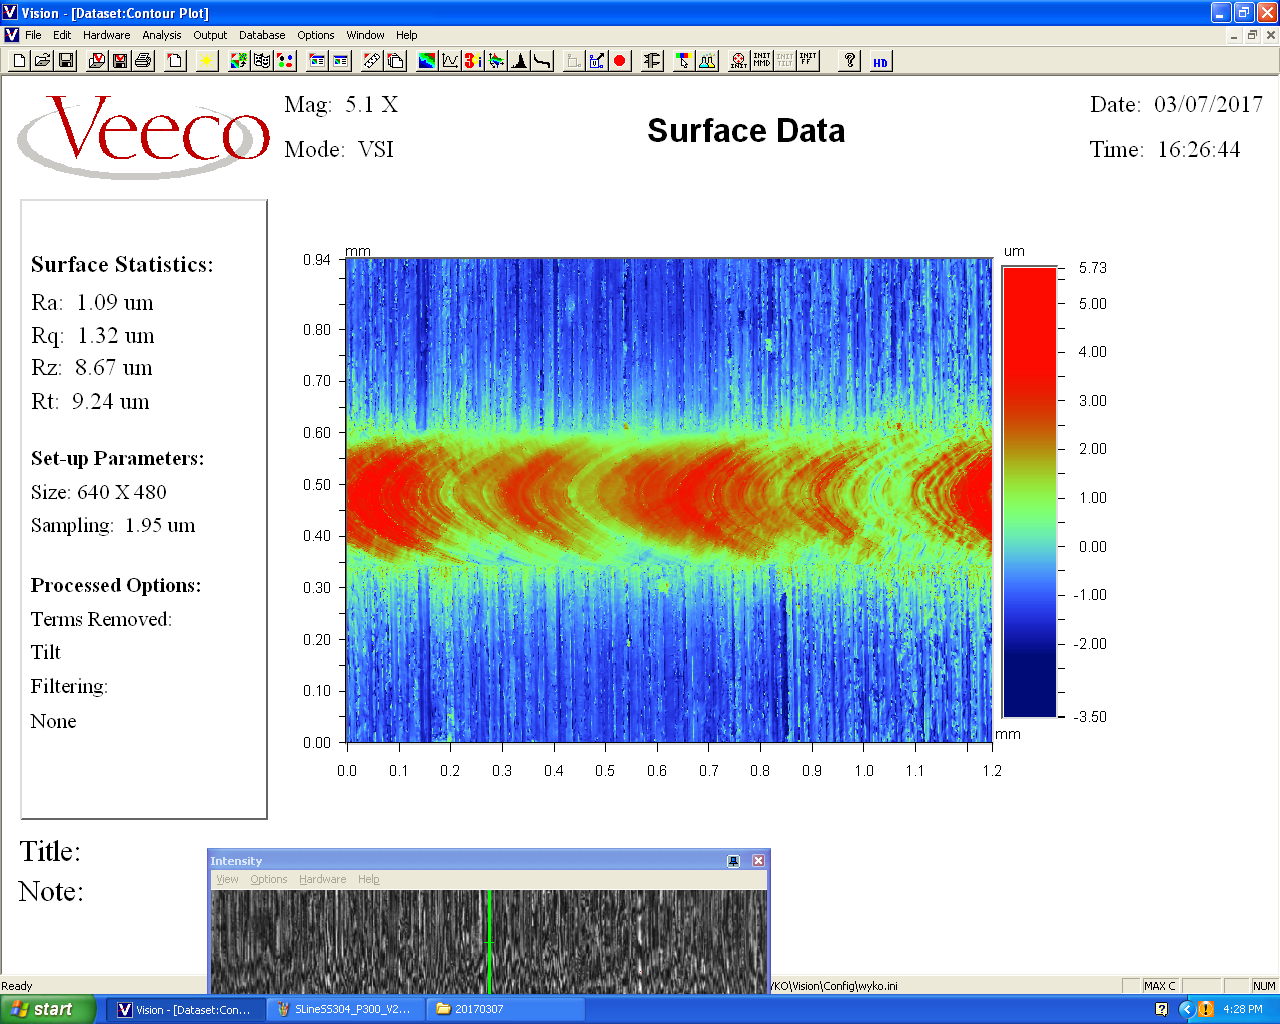 Vision - [Dataset:Contour Plot]
File Edit Hardware Analysis Output Database Options Window Help
INIT INIT MMD INIT TILT INIT FF ? HD
Veeco
Mag: 5.1 X
Mode: VSI
Surface Data
Date: 03/07/2017
Time: 16:26:44
Surface Statistics:
Ra: 1.09 um
Rq: 1.32 um
Rz: 8.67 um
Rt: 9.24 um
Set-up Parameters:
Size: 640 X 480
Sampling: 1.95 um
Processed Options:
Terms Removed:
Tilt
Filtering:
None
mm
0.94
0.80
0.70
0.60
0.50
0.40
0.30
0.20
0.10
0.00
0.0 0.1 0.2 0.3 0.4 0.5 0.6 0.7 0.8 0.9 1.0 1.1 1.2
mm
um
5.73
5.00
4.00
3.00
2.00
1.00
0.00
-1.00
-2.00
-3.50
Title:
Note:
Intensity
View Options Hardware Help
Ready
YKO\Vision\Config\wyko.ini
MAX C NUM
start
Vision - [Dataset:Con...
SLineSS304_P300_V2...
20170307
4:28 PM